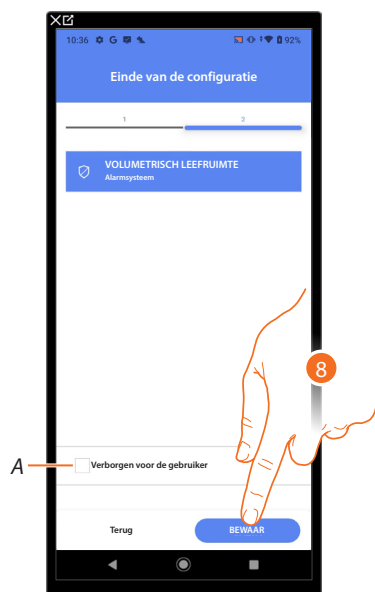 10:36 G 92%
Einde van de configuratie
1 2
VOLUMETRISCH LEEFRUIMTE
Alarmsysteem
8
A
Verborgen voor de gebruiker
Terug BEWAAR